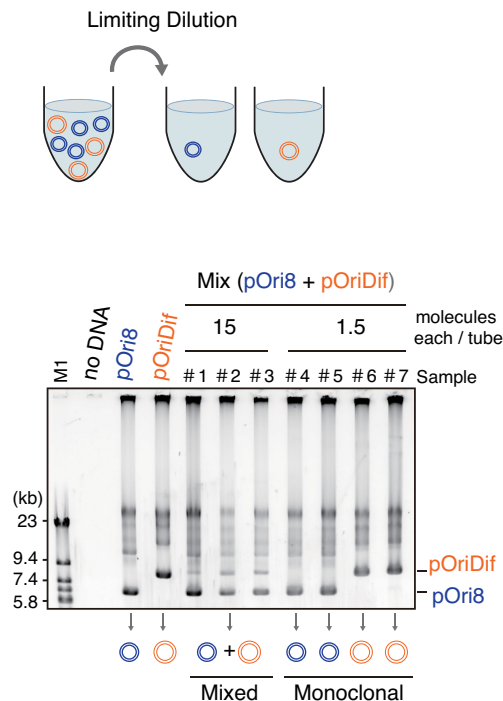 Limiting Dilution
Mix (pOri8 + pOriDif)
15 1.5
molecules
each / tube
M1 no DNA pOri8 pOriDif #1 #2 #3 #4 #5 #6 #7 Sample
(kb)
23
9.4
7.4
5.8
pOriDif
pOri8
+
Mixed Monoclonal